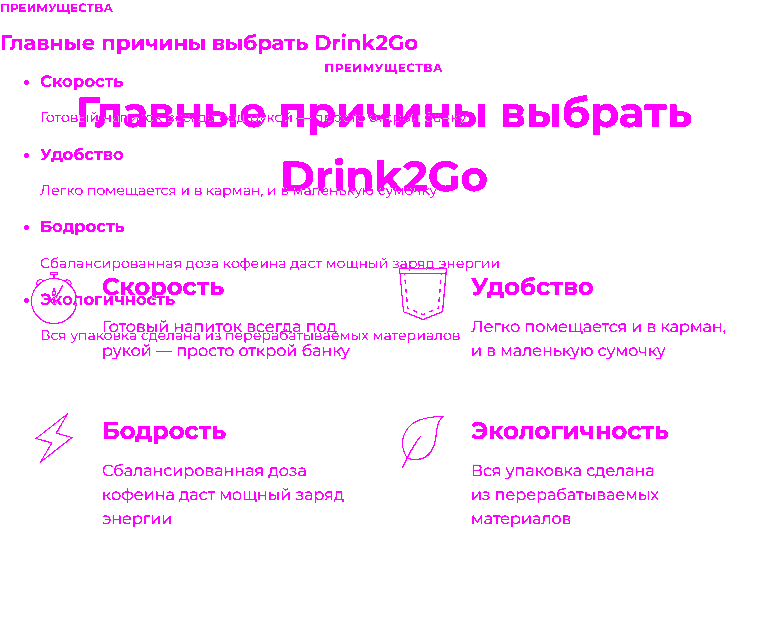 ПРЕИМУЩЕСТВА
Главные причины выбрать Drink2Go
• Скорость
Готовый напиток всегда под рукой — просто открой банку
• Удобство
Легко помещается и в карман, и в маленькую сумочку
• Бодрость
Сбалансированная доза кофеина даст мощный заряд энергии
• Экологичность
Вся упаковка сделана из перерабатываемых материалов
ПРЕИМУЩЕСТВА
Главные причины выбрать
Drink2Go
Скорость
Готовый напиток всегда под
рукой — просто открой банку
Удобство
Легко помещается и в карман,
и в маленькую сумочку
Бодрость
Сбалансированная доза
кофеина даст мощный заряд
энергии
Экологичность
Вся упаковка сделана
из перерабатываемых
материалов